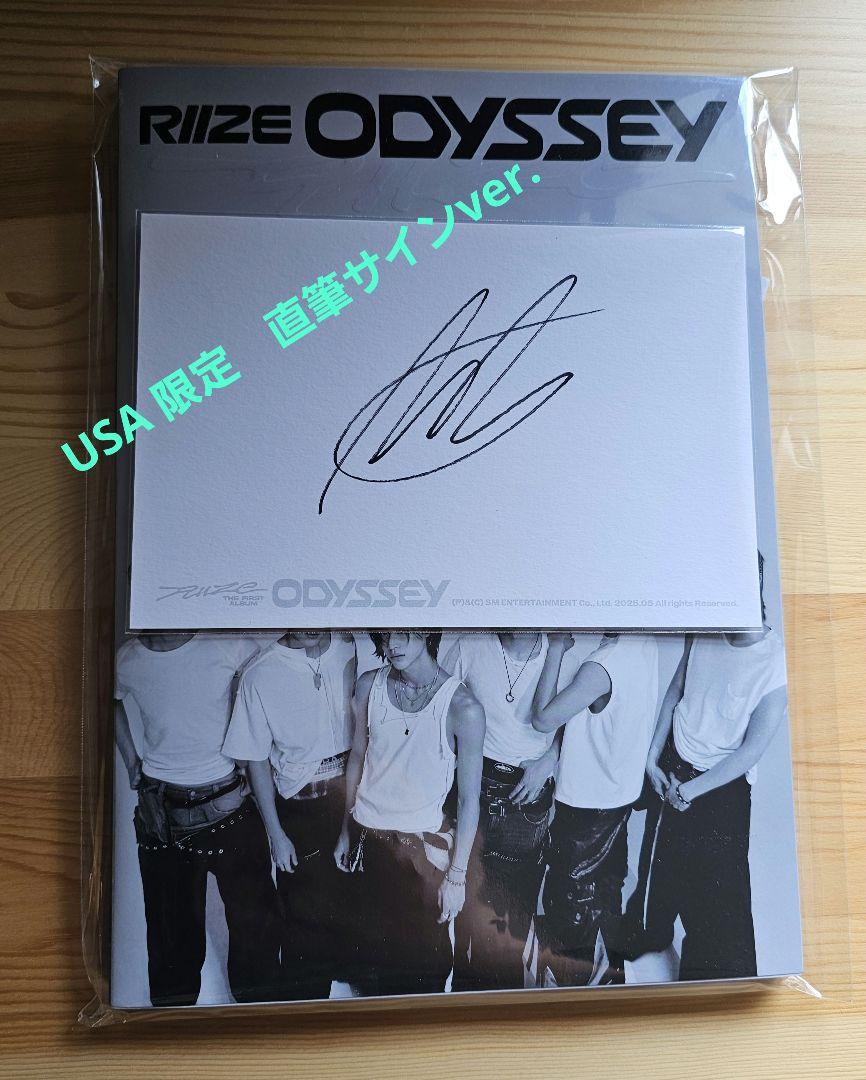 RIIZE ODYSSEY
USA 限定 直筆サインver.
RIIZE THE FIRST ALBUM ODYSSEY (P)&(C) SM ENTERTAINMENT Co., Ltd. 2025.05 All rights Reserved.